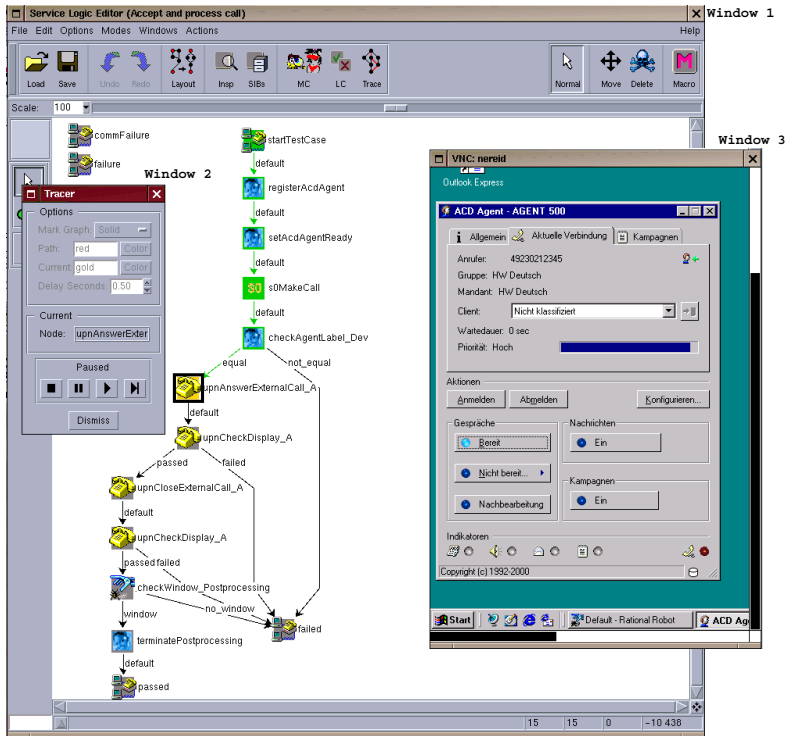 Service Logic Editor (Accept and process call)
Window 1
File Edit Options Modes Windows Actions Help
Load Save Undo Redo Layout Insp SIBs MC LC Trace Normal Move Delete Macro
Scale: 100
commFailure
failure
startTestCase
default
registerAcdAgent
default
setAcdAgentReady
default
$0 s0MakeCall
default
checkAgentLabel_Dev
equal not_equal
upnAnswerExternalCall_A
default
upnCheckDisplay_A
passed failed
upnCloseExternalCall_A
default
upnCheckDisplay_A
passed failed
checkWindow_Postprocessing
no_window
window
failed
terminatePostprocessing
default
passed
15 15 0 -10 438
Window 2
Tracer
Options
Mark Graph: Solid
Path: red Color
Current: gold Color
Delay Seconds: 0.50
Current
Node: upnAnswerExter
Paused
Dismiss
Window 3
VNC: nereid
Outlook Express
ACD Agent - AGENT 500
Allgemein Aktuelle Verbindung Kampagnen
Anrufer: 49230212345
Gruppe: HW Deutsch
Mandant: HW Deutsch
Client: Nicht klassifiziert
Wartedauer: 0 sec
Priorität: Hoch
Aktionen
Anmelden Abmelden Konfigurieren...
Gespräche Nachrichten
Bereit Ein
Nicht bereit...
Kampagnen
Nachbearbeitung Ein
Indikatoren
Copyright (c) 1992-2000
Start Default - Rational Robot ACD Ag